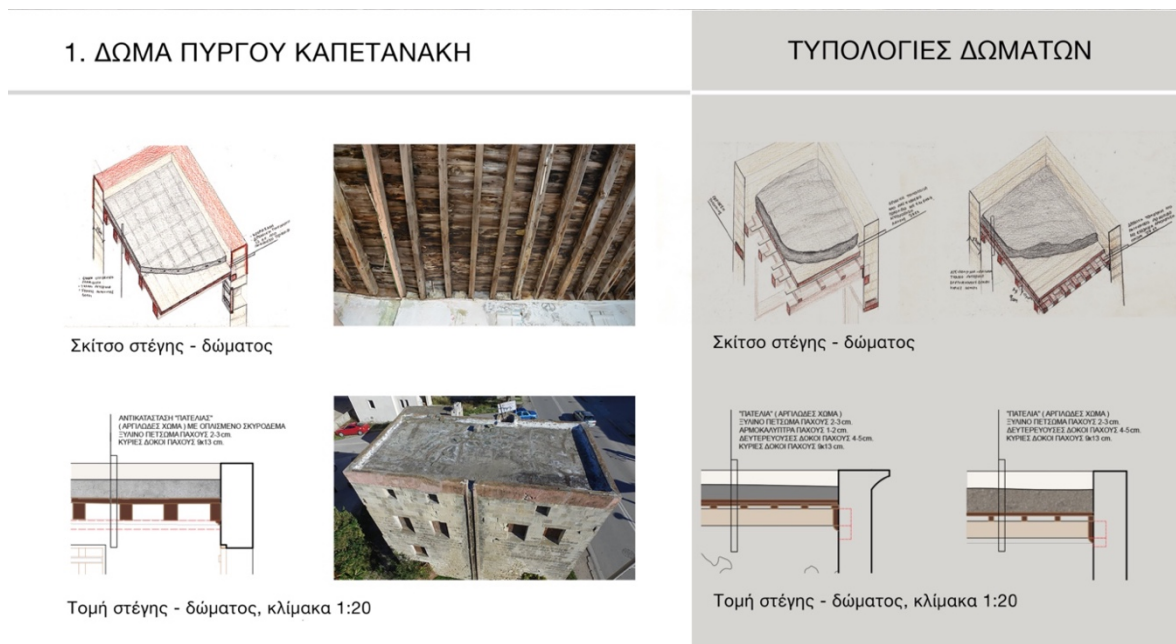 1. ΔΩΜΑ ΠΥΡΓΟΥ ΚΑΠΕΤΑΝΑΚΗ
ΤΥΠΟΛΟΓΙΕΣ ΔΩΜΑΤΩΝ
Σκίτσο στέγης - δώματος
Σκίτσο στέγης - δώματος
ΑΝΤΙΚΑΤΑΣΤΑΣΗ "ΠΑΤΕΛΙΑΣ"
( ΑΡΓΙΛΩΔΕΣ ΧΩΜΑ ) ΜΕ ΟΠΛΙΣΜΕΝΟ ΣΚΥΡΟΔΕΜΑ
ΞΥΛΙΝΟ ΠΕΤΣΩΜΑ ΠΑΧΟΥΣ 2-3 cm.
ΚΥΡΙΕΣ ΔΟΚΟΙ ΠΑΧΟΥΣ 9x13 cm.
"ΠΑΤΕΛΙΑ" ( ΑΡΓΙΛΩΔΕΣ ΧΩΜΑ )
ΞΥΛΙΝΟ ΠΕΤΣΩΜΑ ΠΑΧΟΥΣ 2-3 cm.
ΑΡΜΟΚΑΛΥΠΤΡΑ ΠΑΧΟΥΣ 1-2 cm.
ΔΕΥΤΕΡΕΥΟΥΣΕΣ ΔΟΚΟΙ ΠΑΧΟΥΣ 4-5cm.
ΚΥΡΙΕΣ ΔΟΚΟΙ ΠΑΧΟΥΣ 9x13 cm.
"ΠΑΤΕΛΙΑ" ( ΑΡΓΙΛΩΔΕΣ ΧΩΜΑ )
ΞΥΛΙΝΟ ΠΕΤΣΩΜΑ ΠΑΧΟΥΣ 2-3 cm.
ΔΕΥΤΕΡΕΥΟΥΣΕΣ ΔΟΚΟΙ ΠΑΧΟΥΣ 4-5 cm.
ΚΥΡΙΕΣ ΔΟΚΟΙ ΠΑΧΟΥΣ 9x13 cm.
Τομή στέγης - δώματος, κλίμακα 1:20
Τομή στέγης - δώματος, κλίμακα 1:20